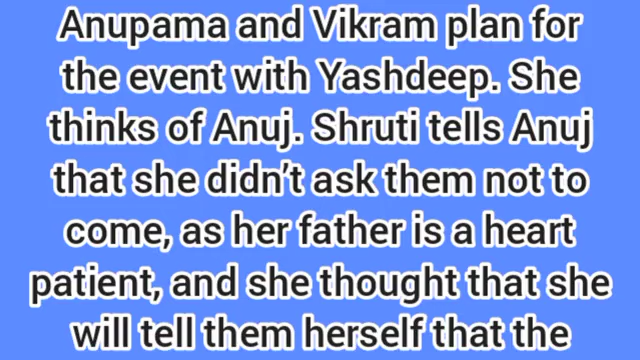 Anupama and Vikram plan for
the event with Yashdeep. She
thinks of Anuj. Shruti tells Anuj
that she didn’t ask them not to
come, as her father is a heart
patient, and she thought that she
will tell them herself that the